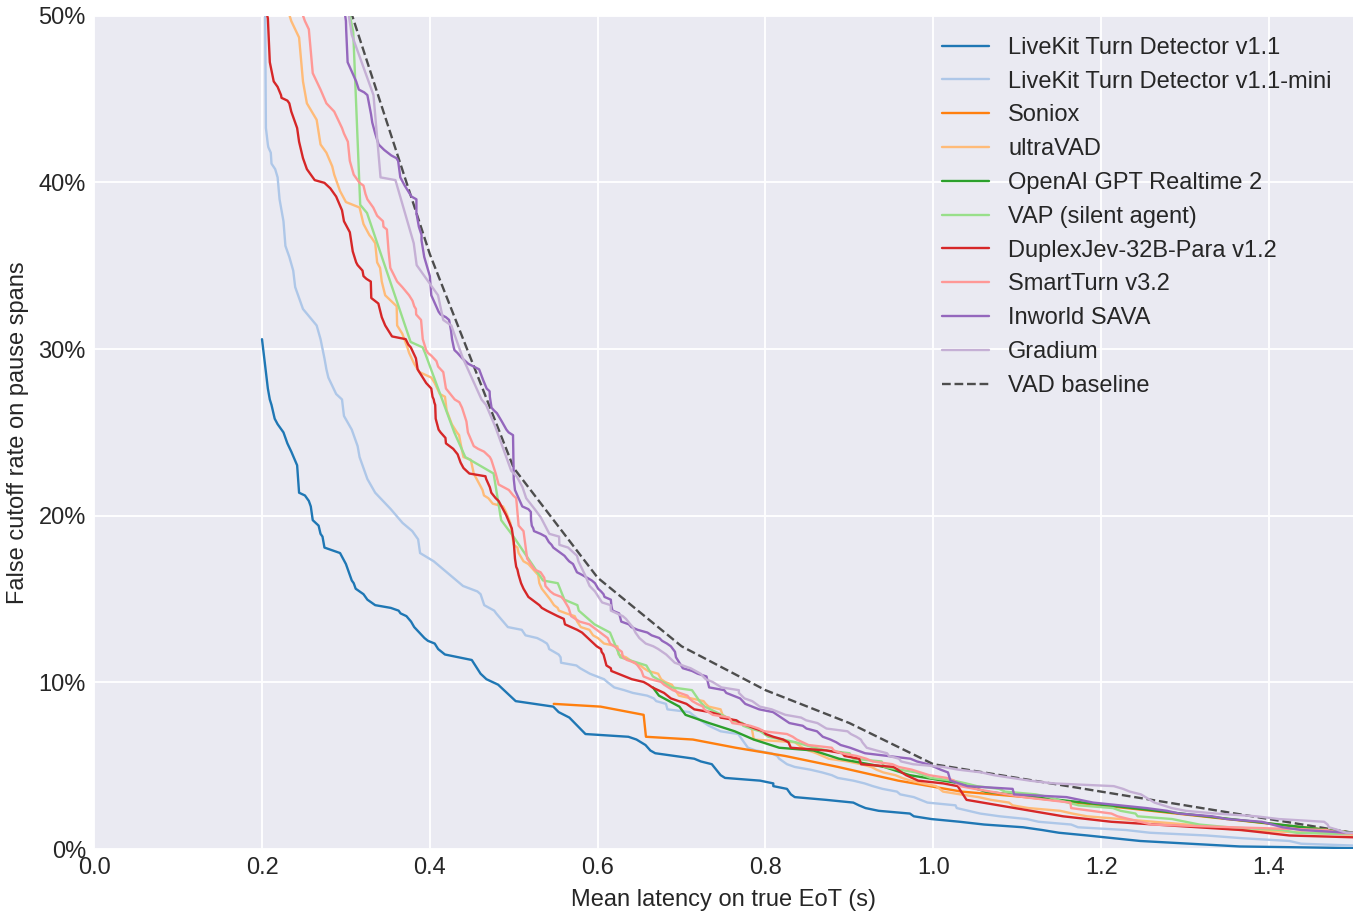 50%
40%
30%
20%
10%
0%
False cutoff rate on pause spans
LiveKit Turn Detector v1.1
LiveKit Turn Detector v1.1-mini
Soniox
ultraVAD
OpenAI GPT Realtime 2
VAP (silent agent)
DuplexJev-32B-Para v1.2
SmartTurn v3.2
Inworld SAVA
Gradium
VAD baseline
0.0 0.2 0.4 0.6 0.8 1.0 1.2 1.4
Mean latency on true EoT (s)